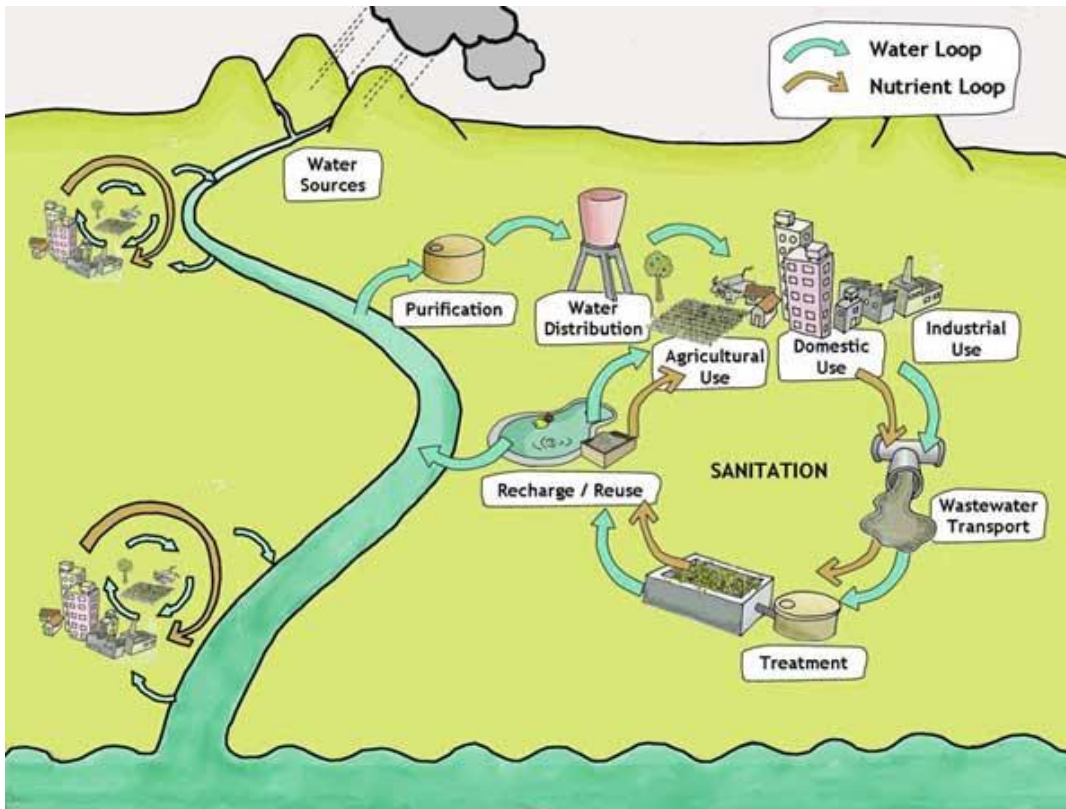 Water Loop
Nutrient Loop
Water
Sources
Purification
Water
Distribution
Agricultural
Use
Domestic
Use
Industrial
Use
Recharge / Reuse
SANITATION
Wastewater
Transport
Treatment